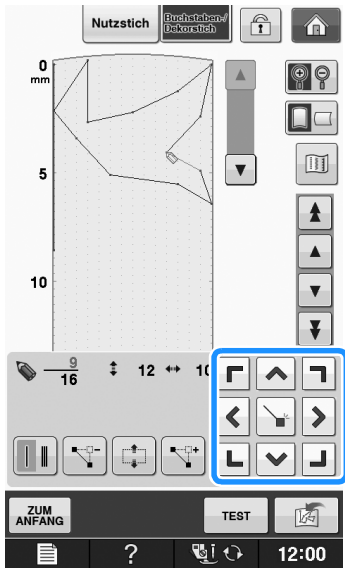 Nutzstich
Buchstaben-/
Dekorstich
0
mm
5
10
9
16
12
10
ZUM
ANFANG
TEST
?
12:00